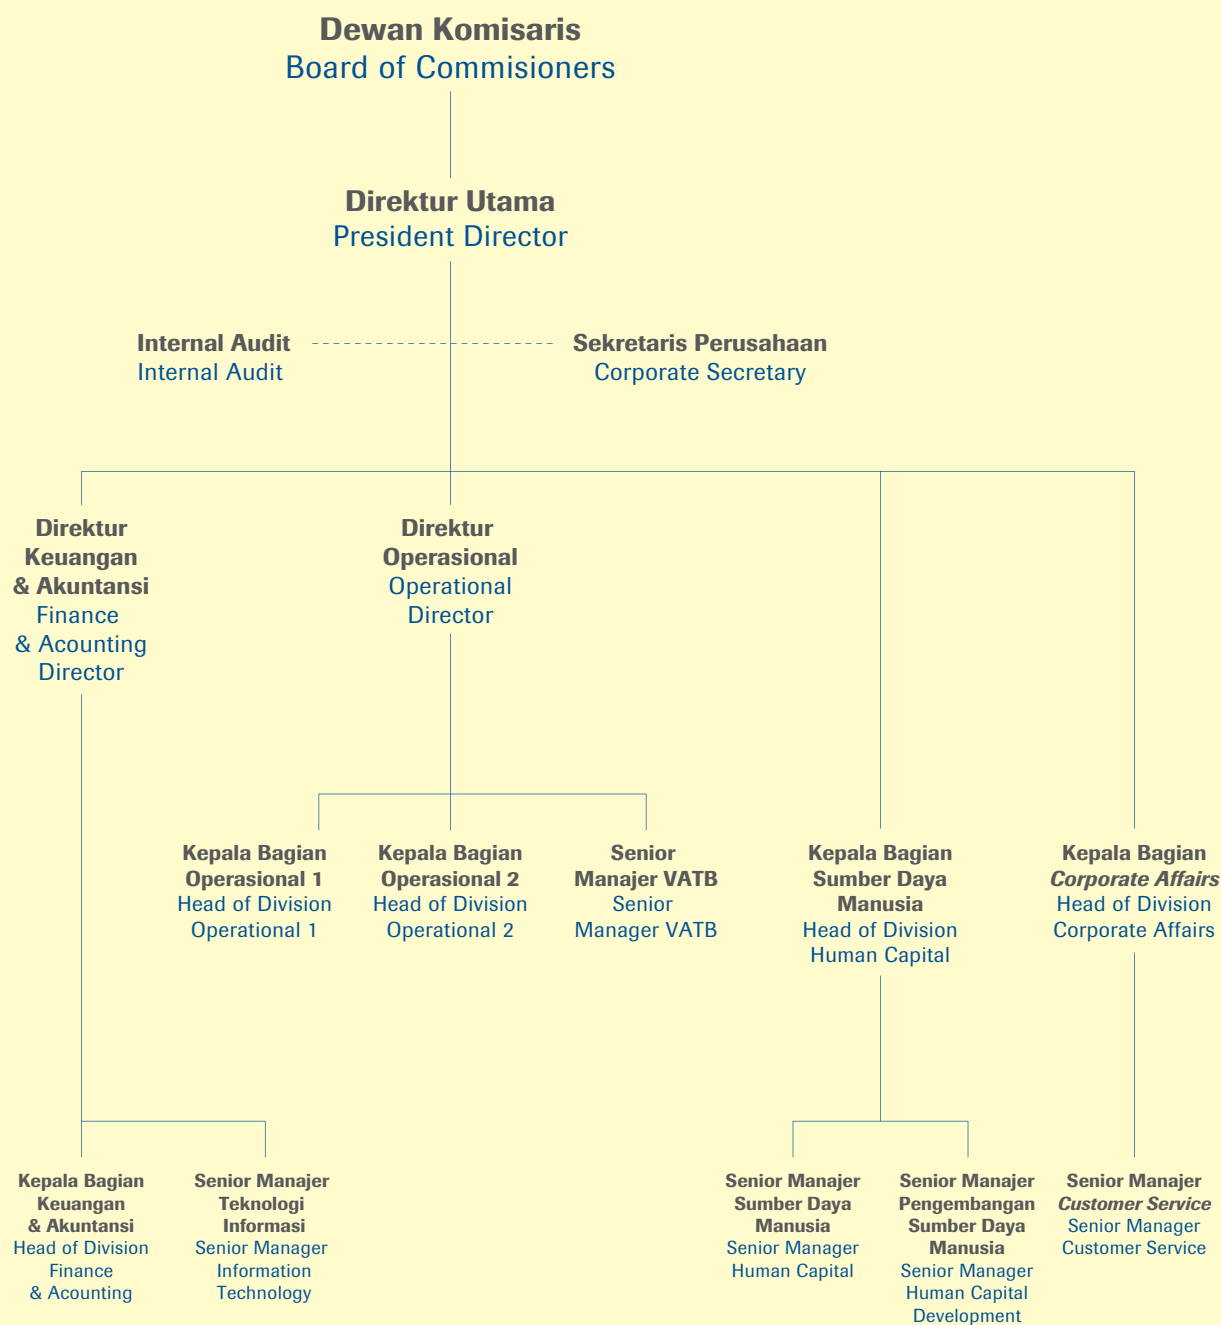 Dewan Komisaris
Board of Commisioners
Direktur Utama
President Director
Internal Audit
Internal Audit
Sekretaris Perusahaan
Corporate Secretary
Direktur
Keuangan
& Akuntansi
Finance
& Acounting
Director
Direktur
Operasional
Operational
Director
Kepala Bagian
Operasional 1
Head of Division
Operational 1
Kepala Bagian
Operasional 2
Head of Division
Operational 2
Senior
Manajer VATB
Senior
Manager VATB
Kepala Bagian
Sumber Daya
Manusia
Head of Division
Human Capital
Kepala Bagian
Corporate Affairs
Head of Division
Corporate Affairs
Kepala Bagian
Keuangan
& Akuntansi
Head of Division
Finance
& Acounting
Senior Manajer
Teknologi
Informasi
Senior Manager
Information
Technology
Senior Manajer
Sumber Daya
Manusia
Senior Manager
Human Capital
Senior Manajer
Pengembangan
Sumber Daya
Manusia
Senior Manager
Human Capital
Development
Senior Manajer
Customer Service
Senior Manager
Customer Service